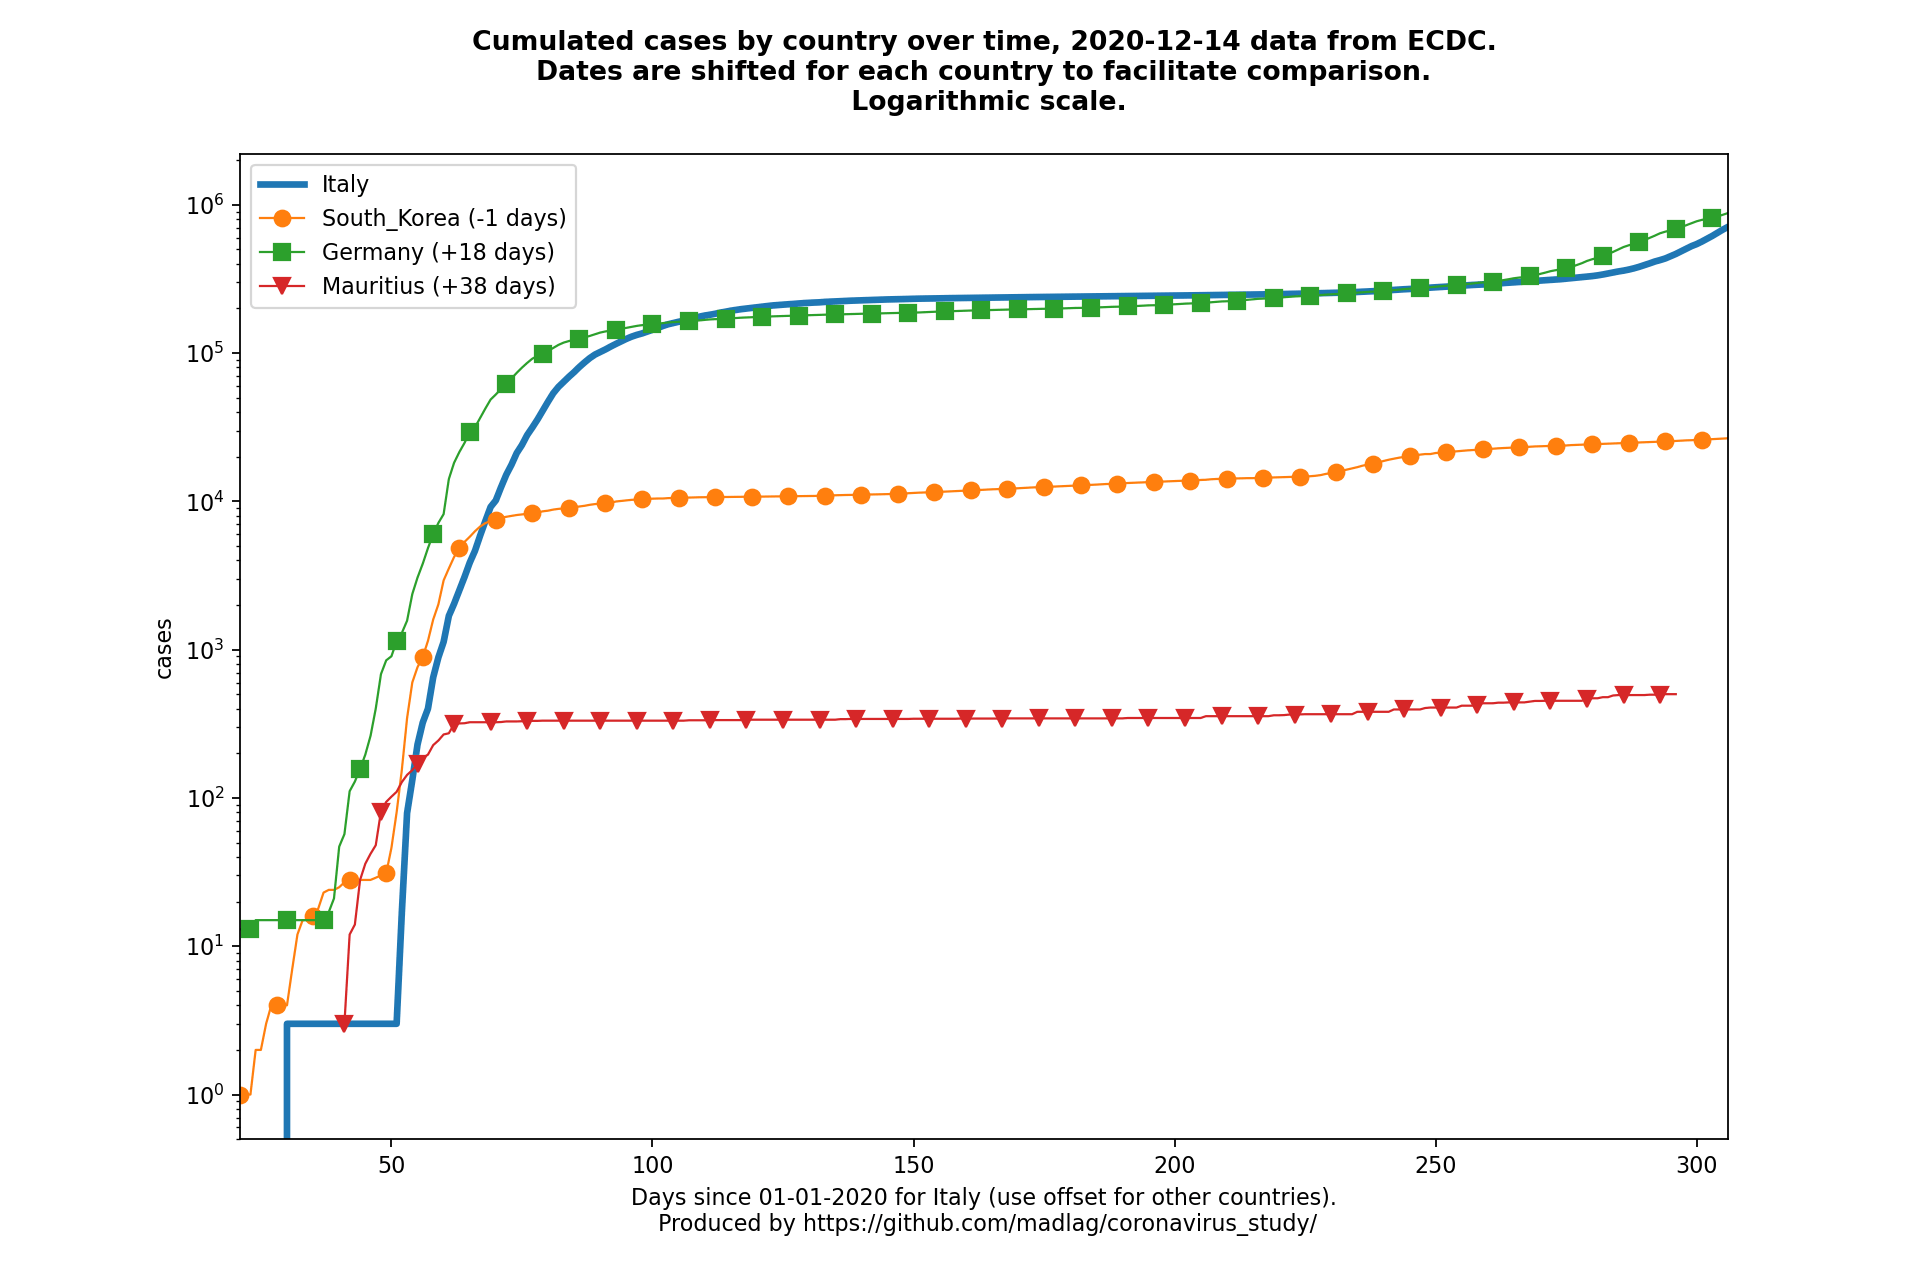 Cumulated cases by country over time, 2020-12-14 data from ECDC.
Dates are shifted for each country to facilitate comparison.
Logarithmic scale.
Italy
South_Korea (-1 days)
Germany (+18 days)
Mauritius (+38 days)
10^6
10^5
10^4
10^3
10^2
10^1
10^0
cases
50 100 150 200 250 300
Days since 01-01-2020 for Italy (use offset for other countries).
Produced by https://github.com/madlag/coronavirus_study/